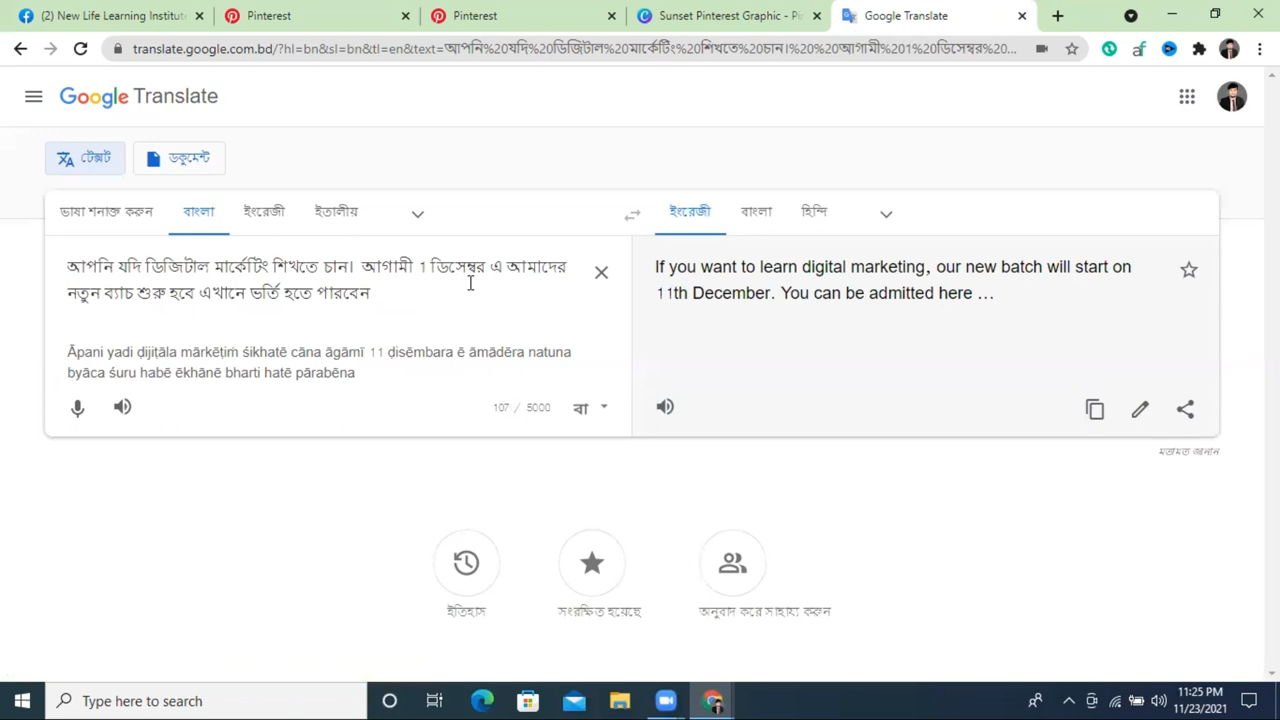 (2) New Life Learning Institute
Pinterest
Pinterest
Sunset Pinterest Graphic - Pin
Google Translate
translate.google.com.bd/?hl=bn&sl=bn&tl=en&text=আপনি%20যদি%20ডিজিটাল%20মার্কেটিং%20শিখতে%20চান।%20%20আগামী%201%20ডিসেম্বর%20...
Google Translate
টেক্সট
ডকুমেন্ট
ভাষা শনাক্ত করুন
বাংলা
ইংরেজী
ইতালীয়
ইংরেজী
বাংলা
হিন্দি
আপনি যদি ডিজিটাল মার্কেটিং শিখতে চান। আগামী 1 ডিসেম্বর এ আমাদের
নতুন ব্যাচ শুরু হবে এখানে ভর্তি হতে পারবেন
If you want to learn digital marketing, our new batch will start on
11th December. You can be admitted here ...
Āpani yadi ḍijiṭāla mārkēṭiṁ śikhatē cāna āgāmī 11 ḍisēmbara ē āmādēra natuna
byāca śuru habē ēkhānē bharti hatē pārabēna
107 / 5000
বা
মতামত জানান
ইতিহাস
সংরক্ষিত হয়েছে
অনুবাদ করে সাহায্য করুন
Type here to search
11:25 PM
11/23/2021